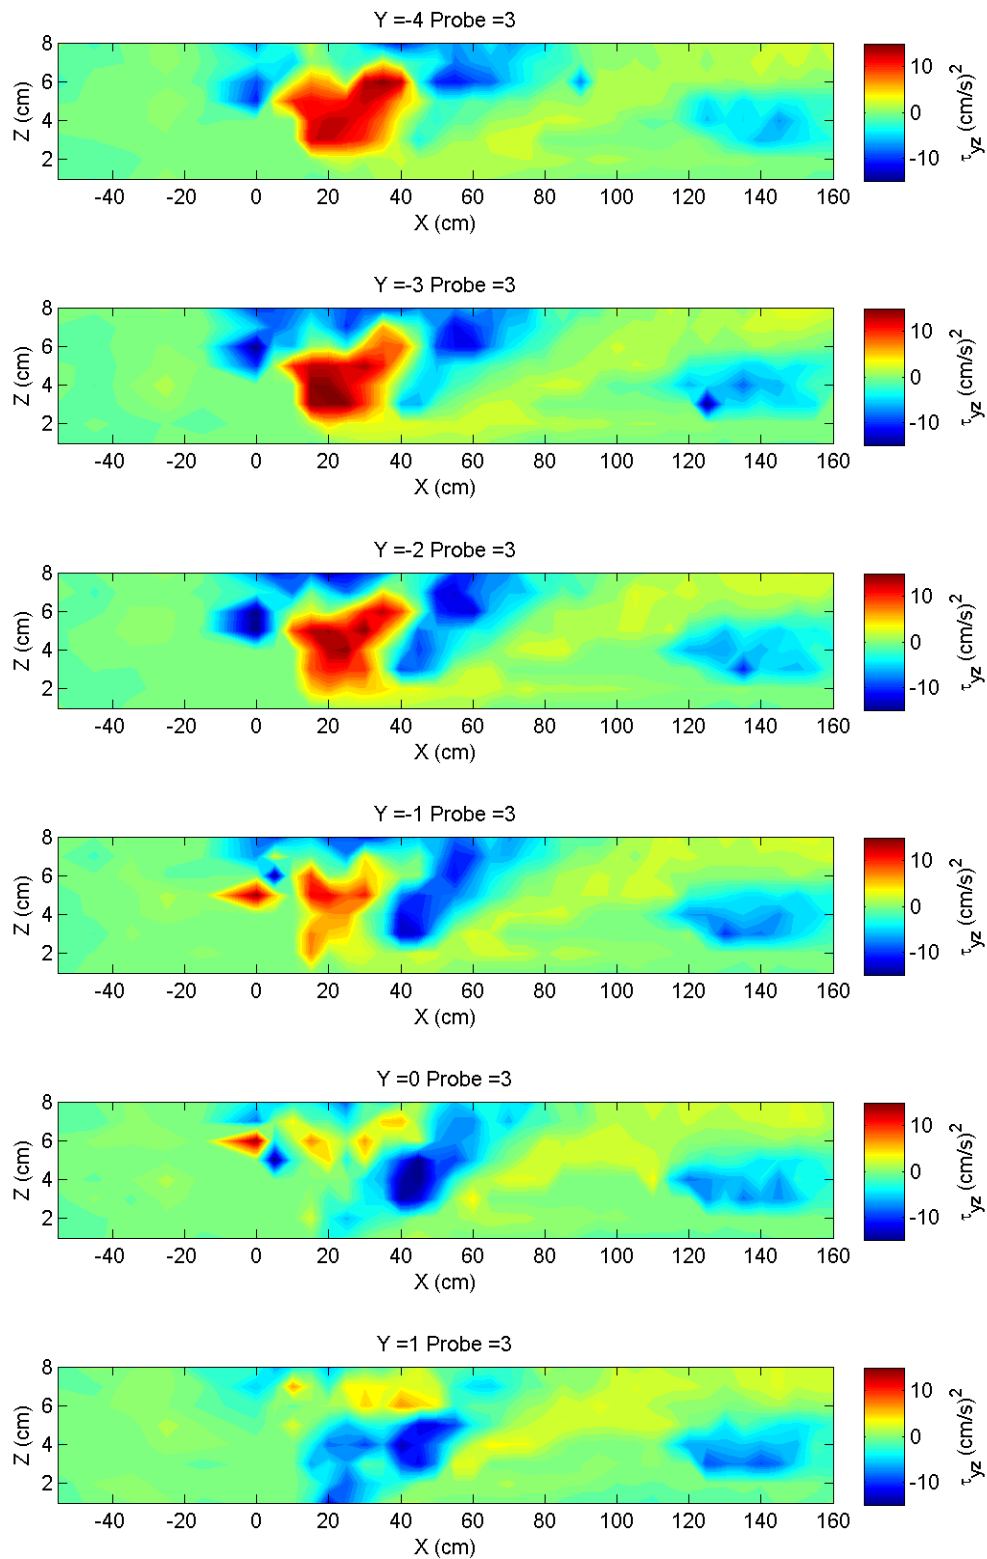 Y =-4 Probe =3
8
6
4
2
Z (cm)
-40 -20 0 20 40 60 80 100 120 140 160
X (cm)
10
0
-10
τyz (cm/s)²
Y =-3 Probe =3
8
6
4
2
Z (cm)
-40 -20 0 20 40 60 80 100 120 140 160
X (cm)
10
0
-10
τyz (cm/s)²
Y =-2 Probe =3
8
6
4
2
Z (cm)
-40 -20 0 20 40 60 80 100 120 140 160
X (cm)
10
0
-10
τyz (cm/s)²
Y =-1 Probe =3
8
6
4
2
Z (cm)
-40 -20 0 20 40 60 80 100 120 140 160
X (cm)
10
0
-10
τyz (cm/s)²
Y =0 Probe =3
8
6
4
2
Z (cm)
-40 -20 0 20 40 60 80 100 120 140 160
X (cm)
10
0
-10
τyz (cm/s)²
Y =1 Probe =3
8
6
4
2
Z (cm)
-40 -20 0 20 40 60 80 100 120 140 160
X (cm)
10
0
-10
τyz (cm/s)²